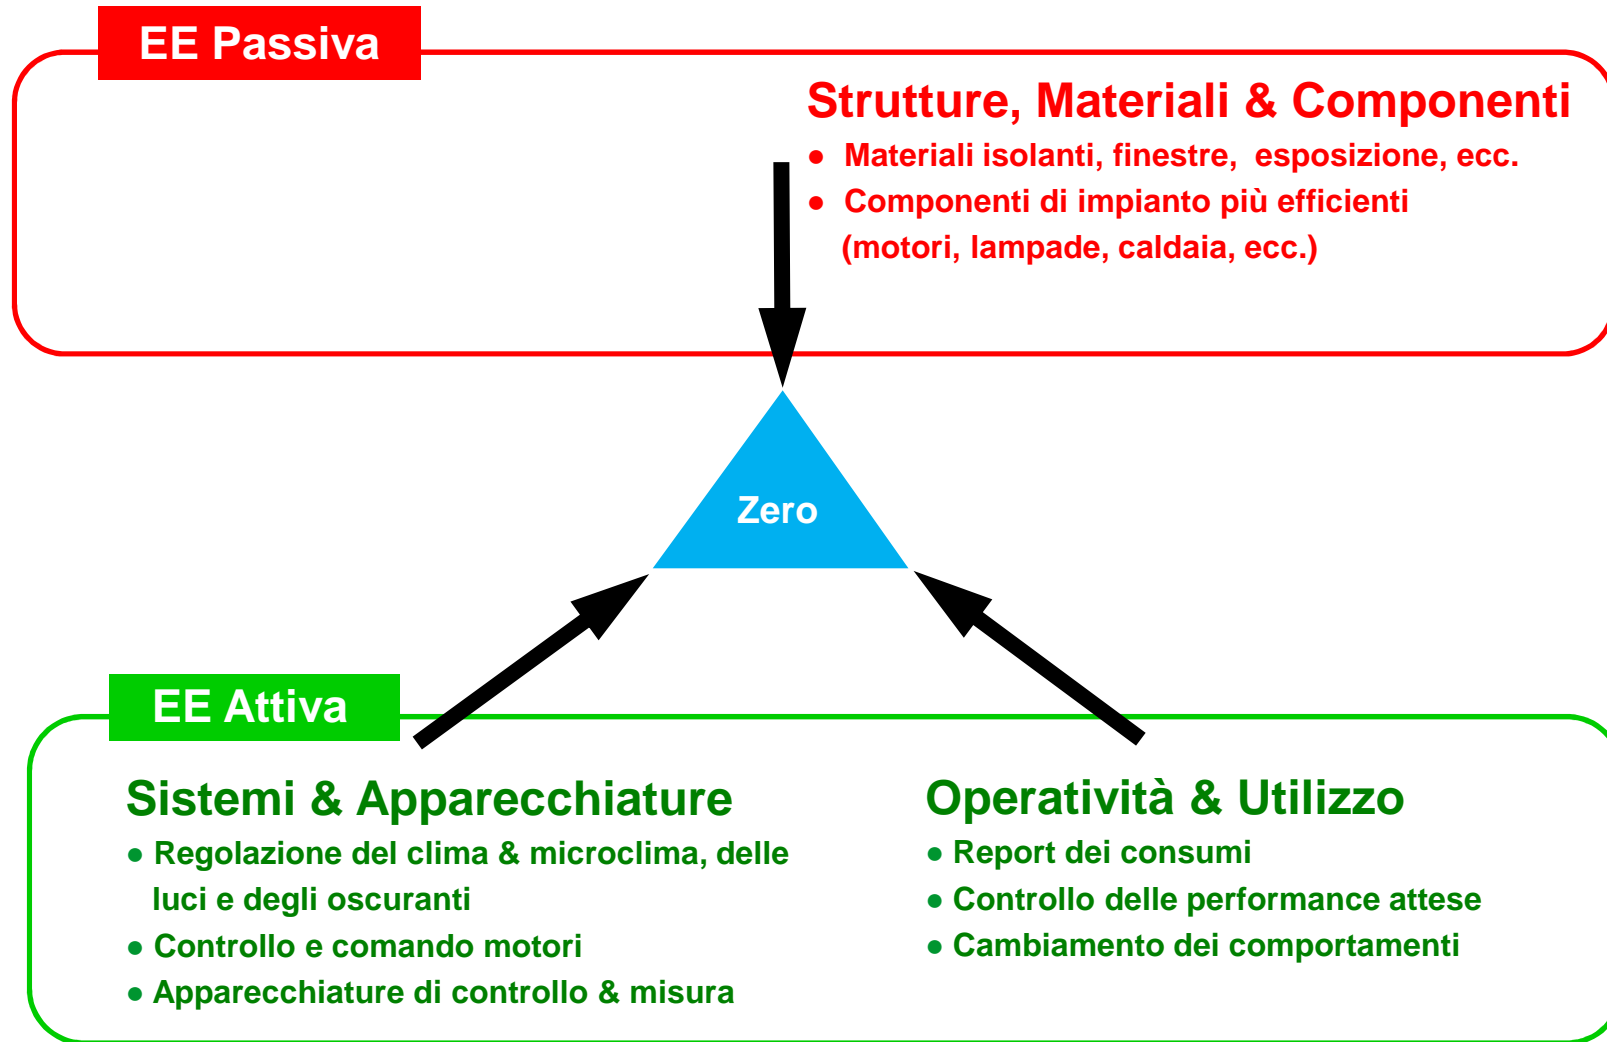 EE Passiva
Strutture, Materiali & Componenti
● Materiali isolanti, finestre, esposizione, ecc.
● Componenti di impianto più efficienti
(motori, lampade, caldaia, ecc.)
Zero
EE Attiva
Sistemi & Apparecchiature
● Regolazione del clima & microclima, delle
luci e degli oscuranti
● Controllo e comando motori
● Apparecchiature di controllo & misura
Operatività & Utilizzo
● Report dei consumi
● Controllo delle performance attese
● Cambiamento dei comportamenti